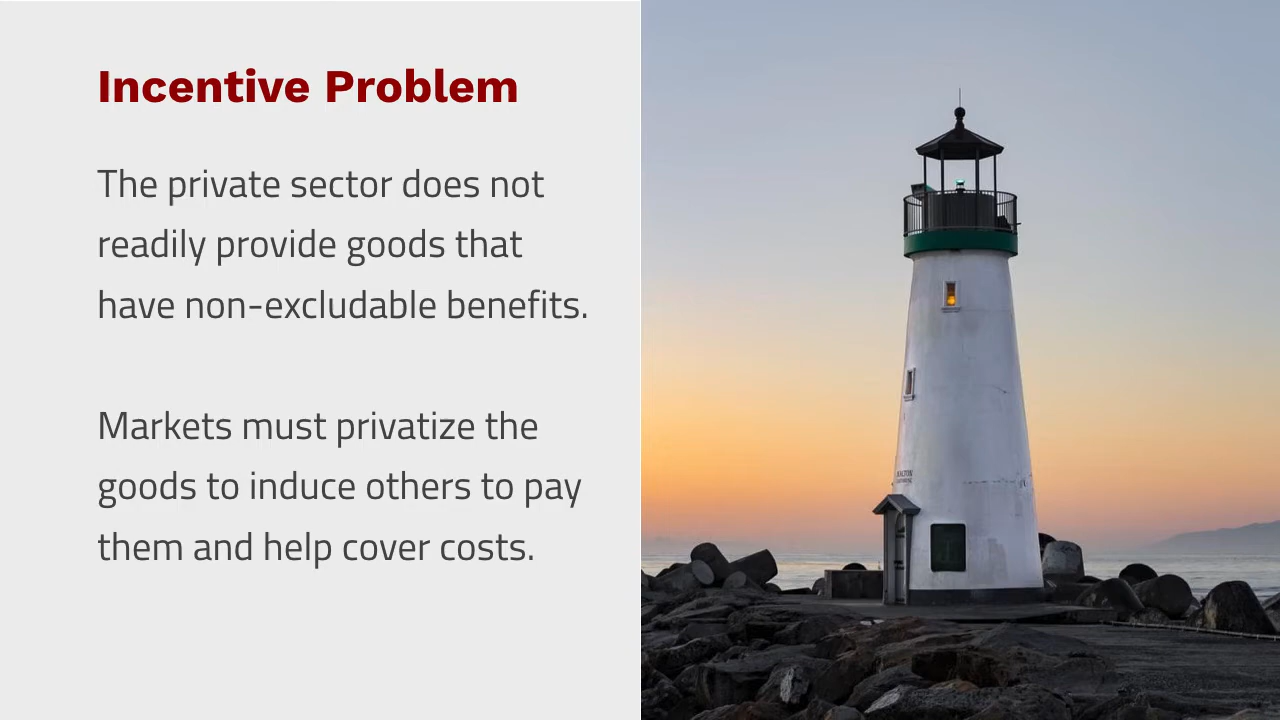 Incentive Problem
The private sector does not
readily provide goods that
have non-excludable benefits.
Markets must privatize the
goods to induce others to pay
them and help cover costs.